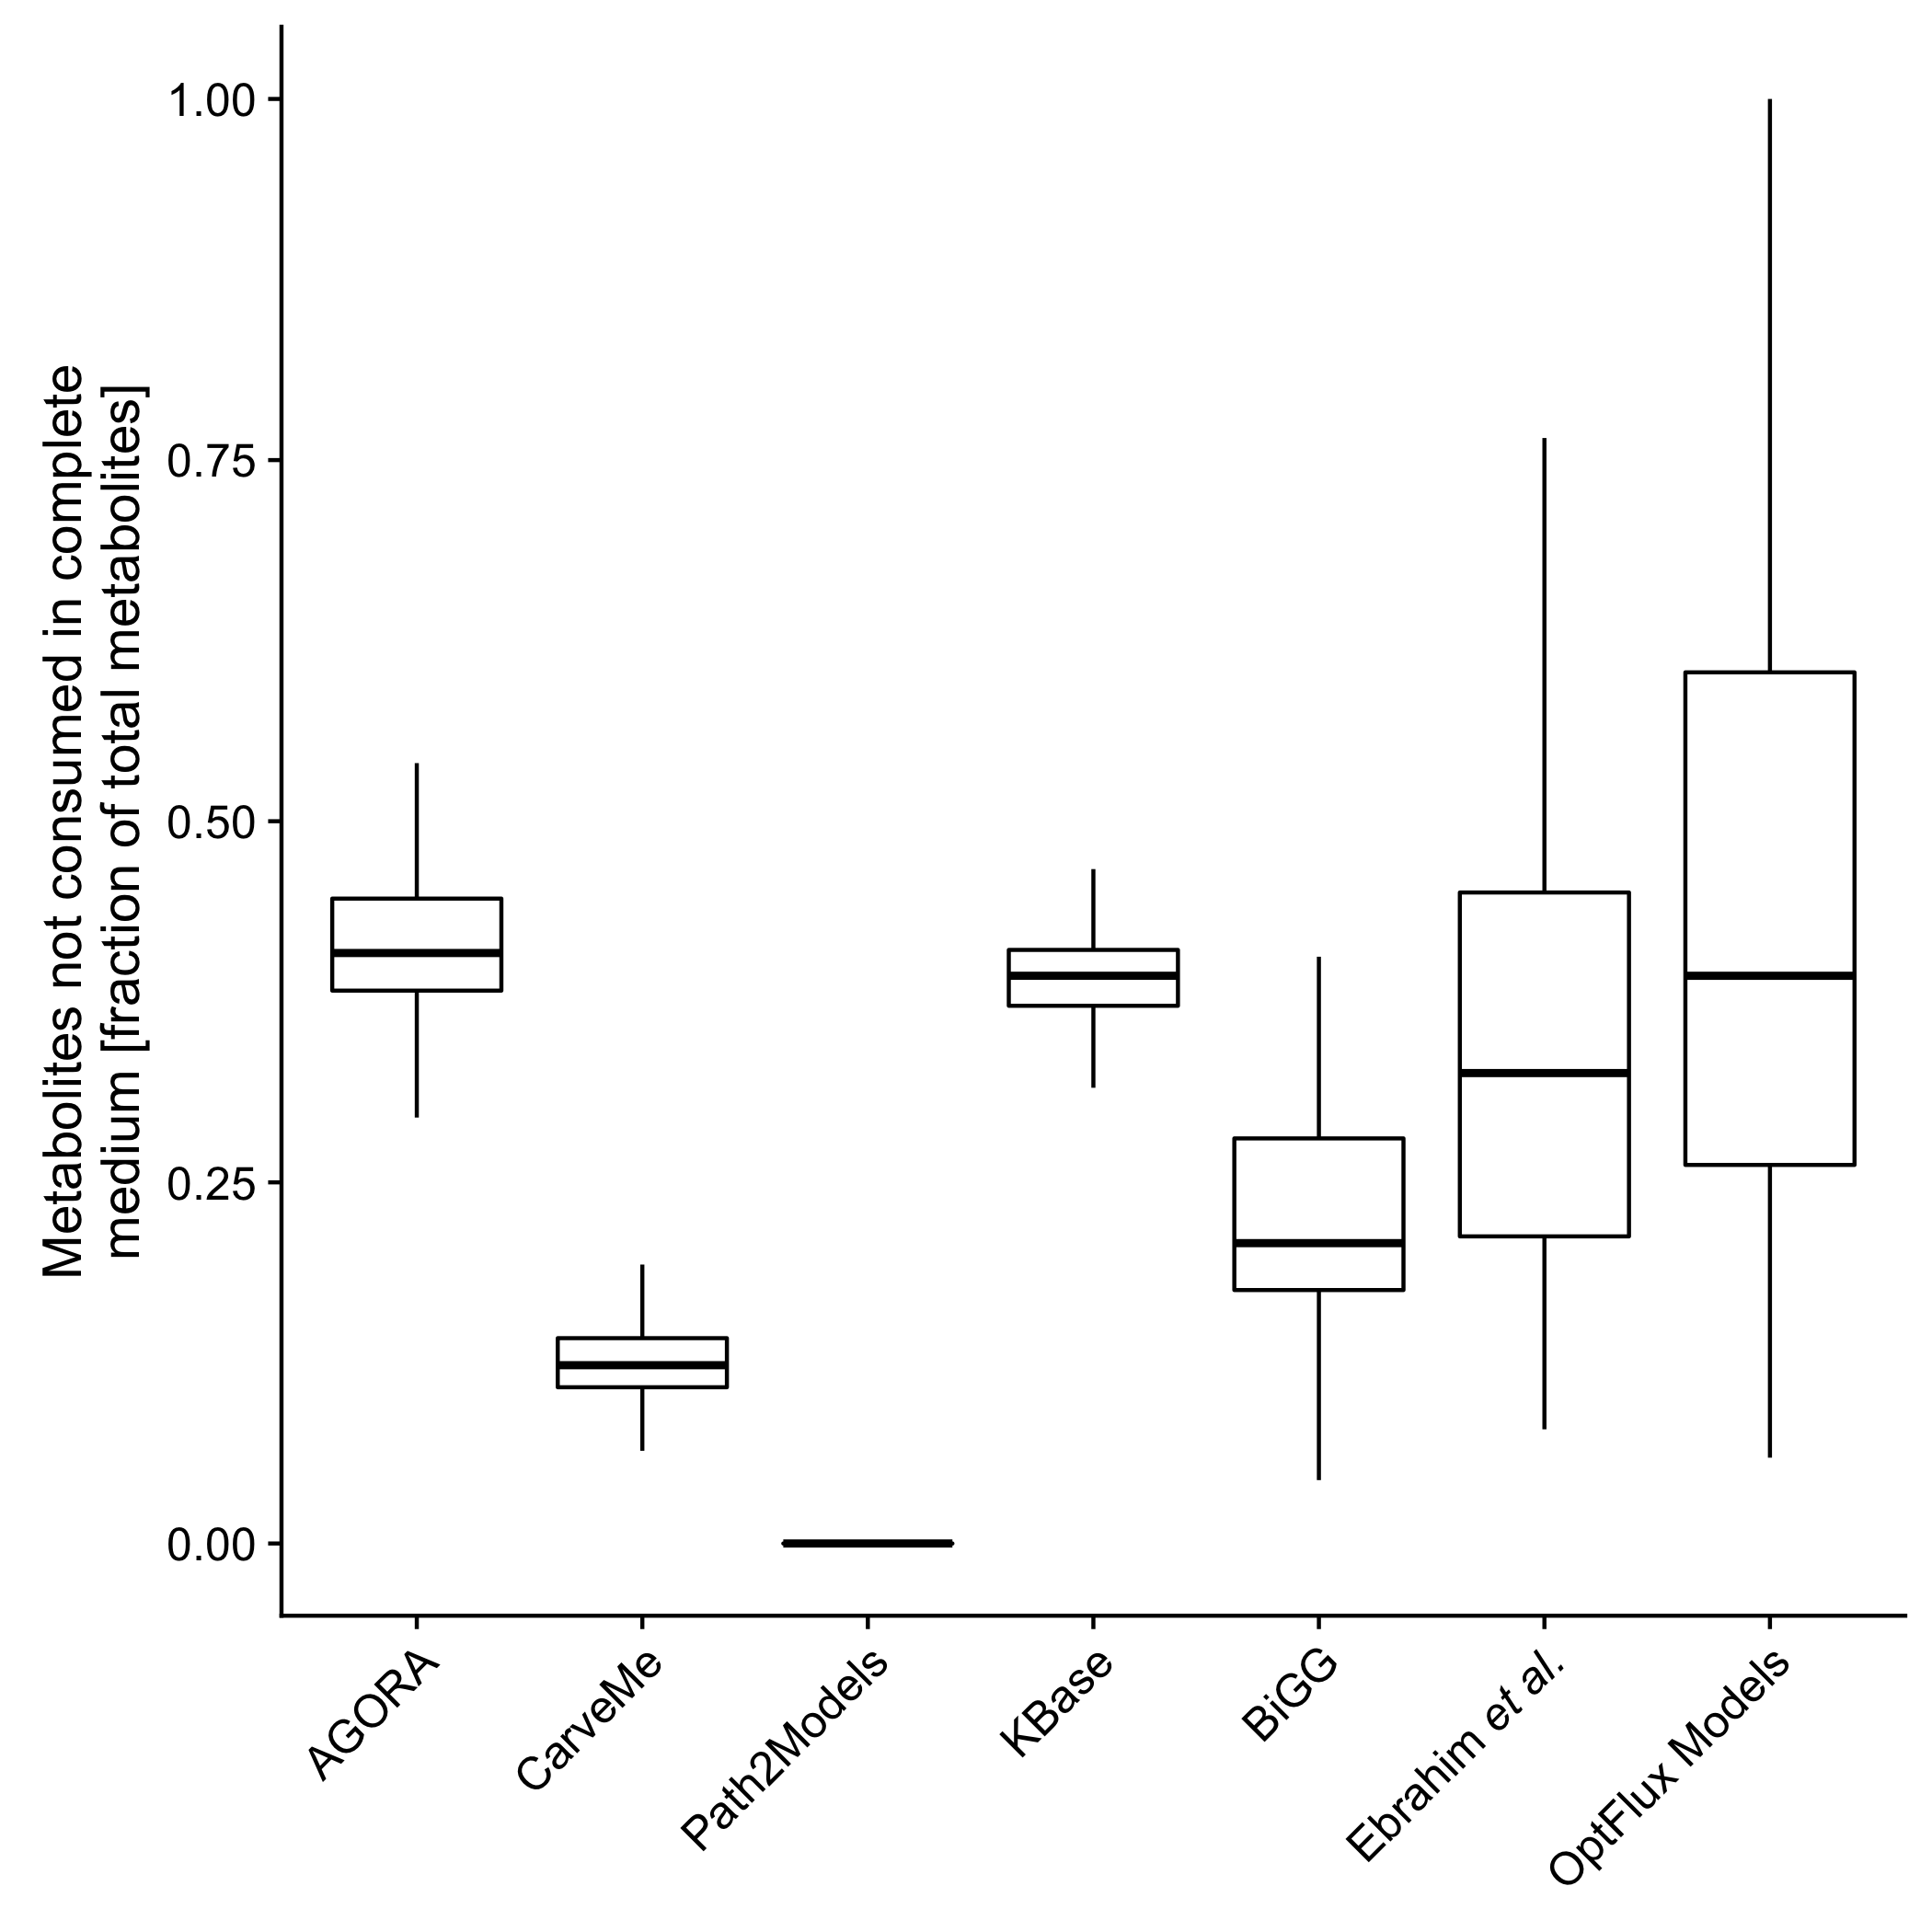 Metabolites not consumed in complete
medium [fraction of total metabolites]
1.00
0.75
0.50
0.25
0.00
AGORA
CarveMe
Path2Models
KBase
BiGG
Ebrahim et al.
OptFlux Models